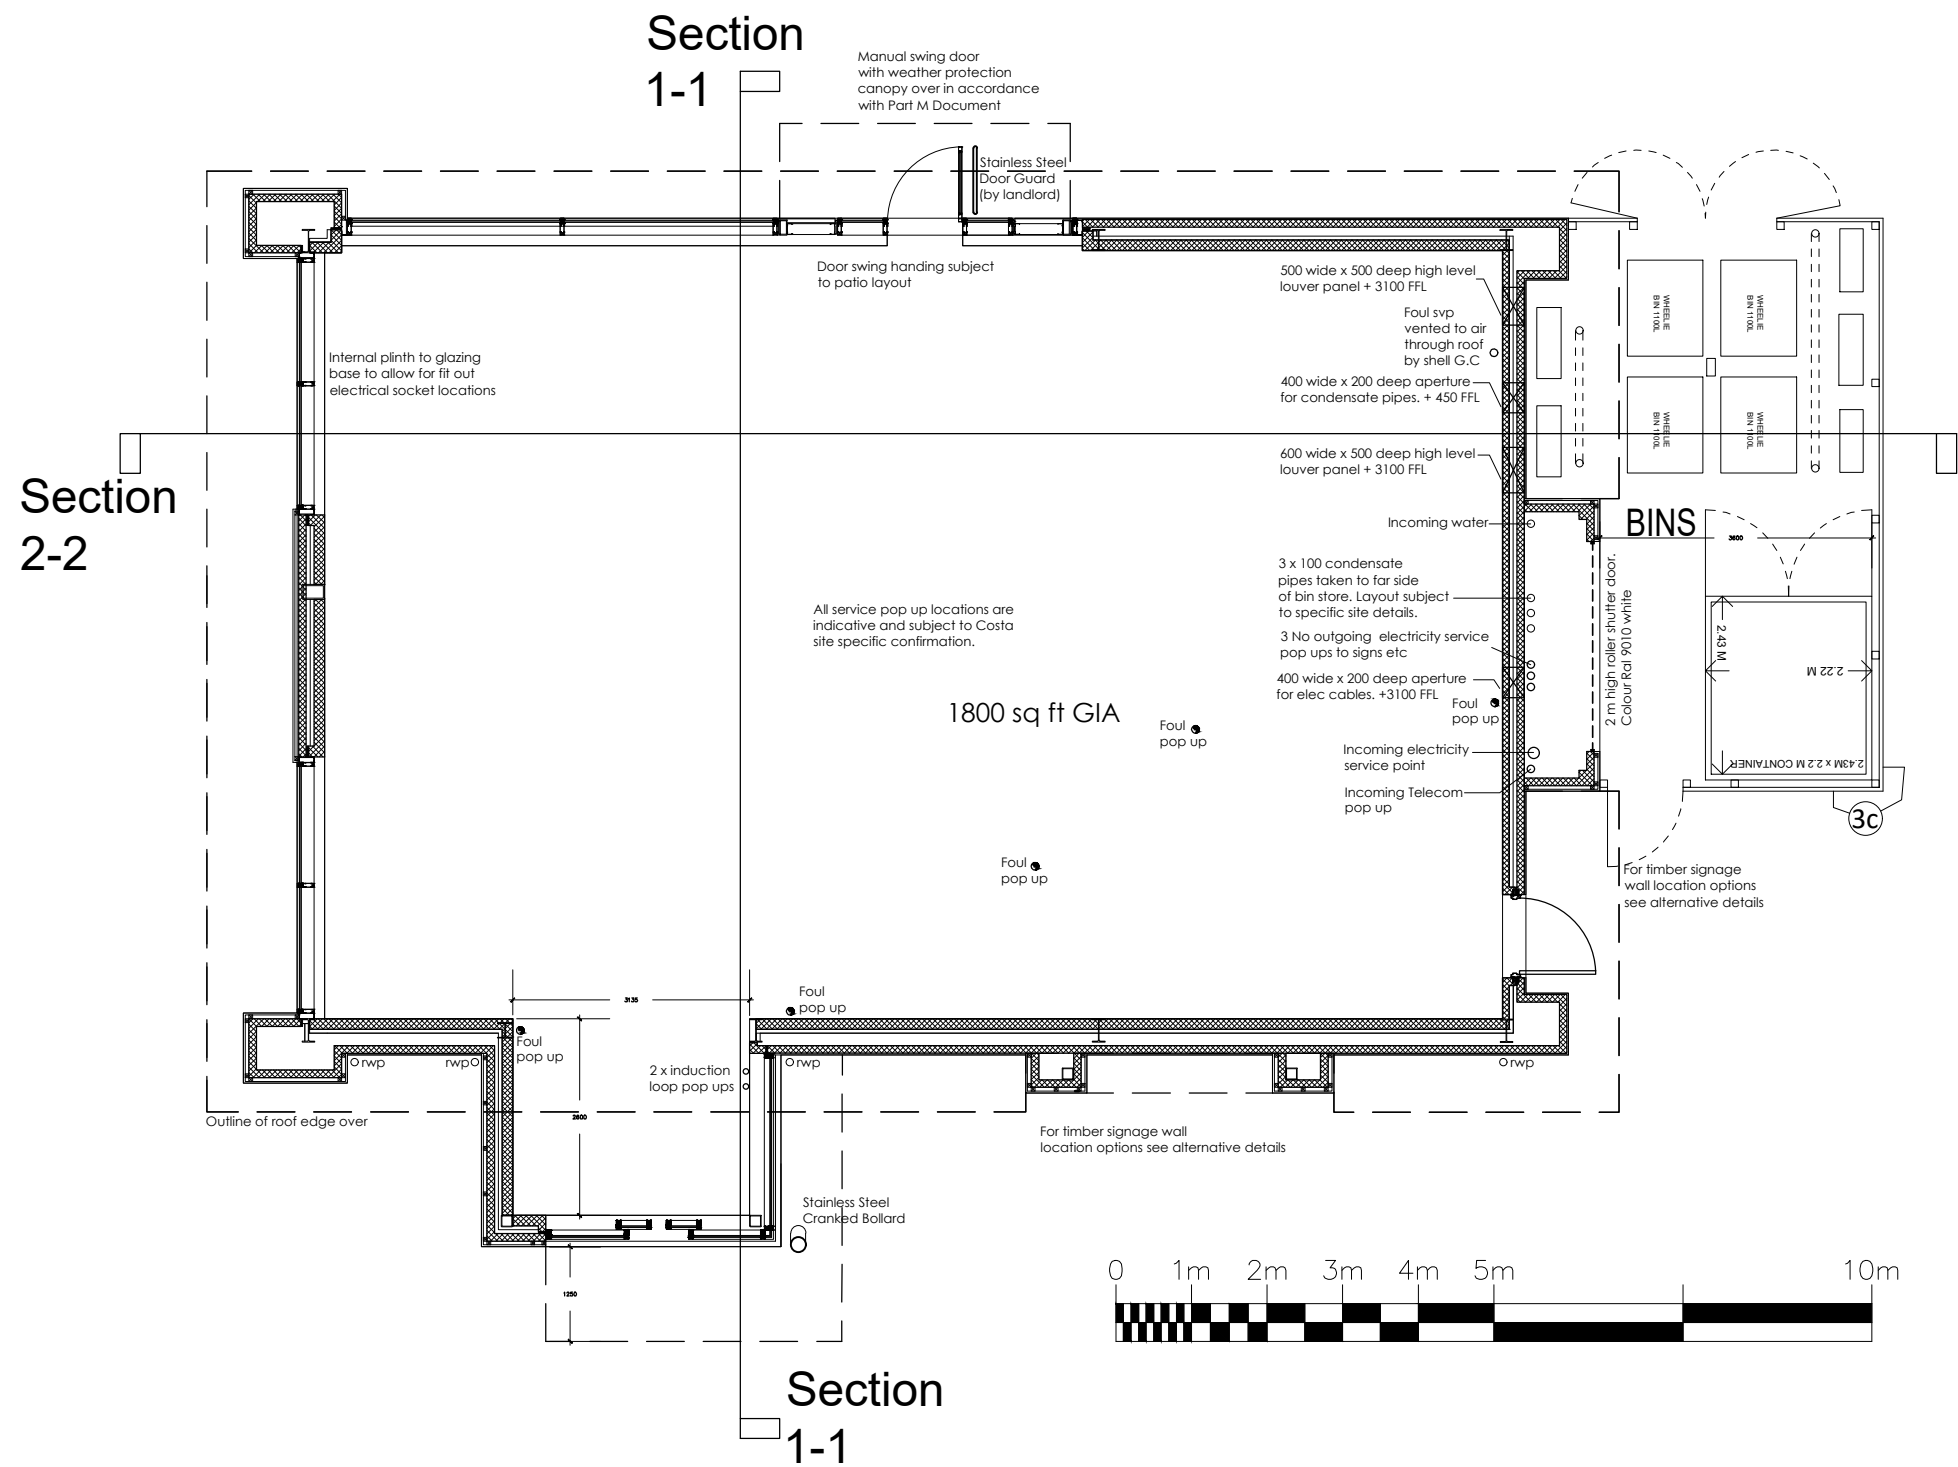 Section
1-1
Manual swing door
with weather protection
canopy over in accordance
with Part M Document
Stainless Steel
Door Guard
(by landlord)
Door swing handing subject
to patio layout
500 wide x 500 deep high level
louver panel + 3100 FFL
Foul svp
vented to air
through roof
by shell G.C
400 wide x 200 deep aperture
for condensate pipes. + 450 FFL
600 wide x 500 deep high level
louver panel + 3100 FFL
Internal plinth to glazing
base to allow for fit out
electrical socket locations
WHEELIE
BIN 1100L
WHEELIE
BIN 1100L
WHEELIE
BIN 1100L
WHEELIE
BIN 1100L
Section
2-2
Incoming water
BINS
3600
3 x 100 condensate
pipes taken to far side
of bin store. Layout subject
to specific site details.
3 No outgoing electricity service
pop ups to signs etc
400 wide x 200 deep aperture
for elec cables. +3100 FFL
Foul
pop up
2 m high roller shutter door.
Colour Ral 9010 white
2.43 M
2.22 M
2.43M x 2.2 M CONTAINER
All service pop up locations are
indicative and subject to Costa
site specific confirmation.
1800 sq ft GIA
Foul
pop up
Incoming electricity
service point
Incoming Telecom
pop up
3c
Foul
pop up
For timber signage
wall location options
see alternative details
3135
Foul
pop up
Foul
pop up
rwp
rwp
rwp
rwp
2 x induction
loop pop ups
2600
Outline of roof edge over
For timber signage wall
location options see alternative details
Stainless Steel
Cranked Bollard
1250
0 1m 2m 3m 4m 5m 10m
Section
1-1